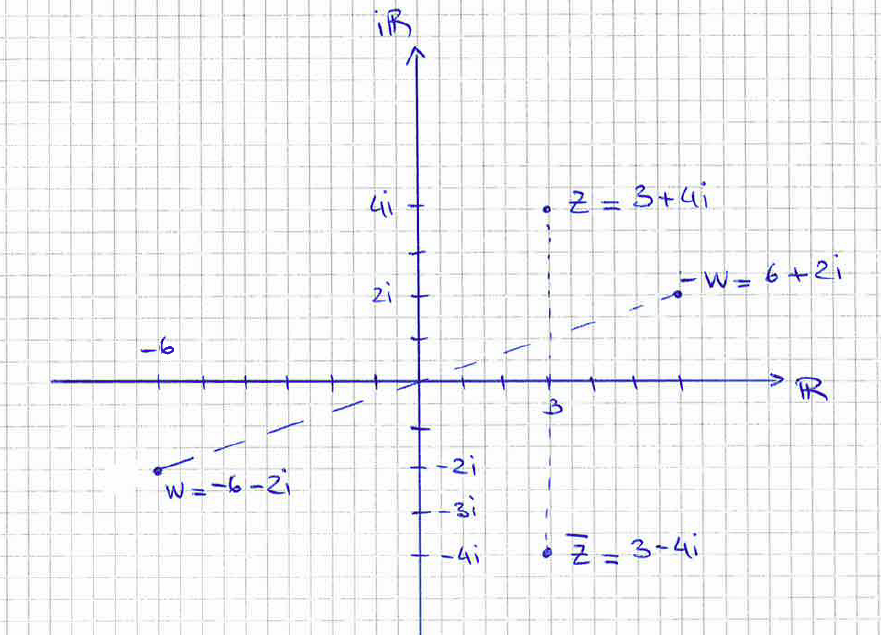 iℝ
4i
z = 3+4i
-w = 6+2i
2i
-6
ℝ
3
-2i
w = -6-2i
-3i
-4i
z̅ = 3-4i